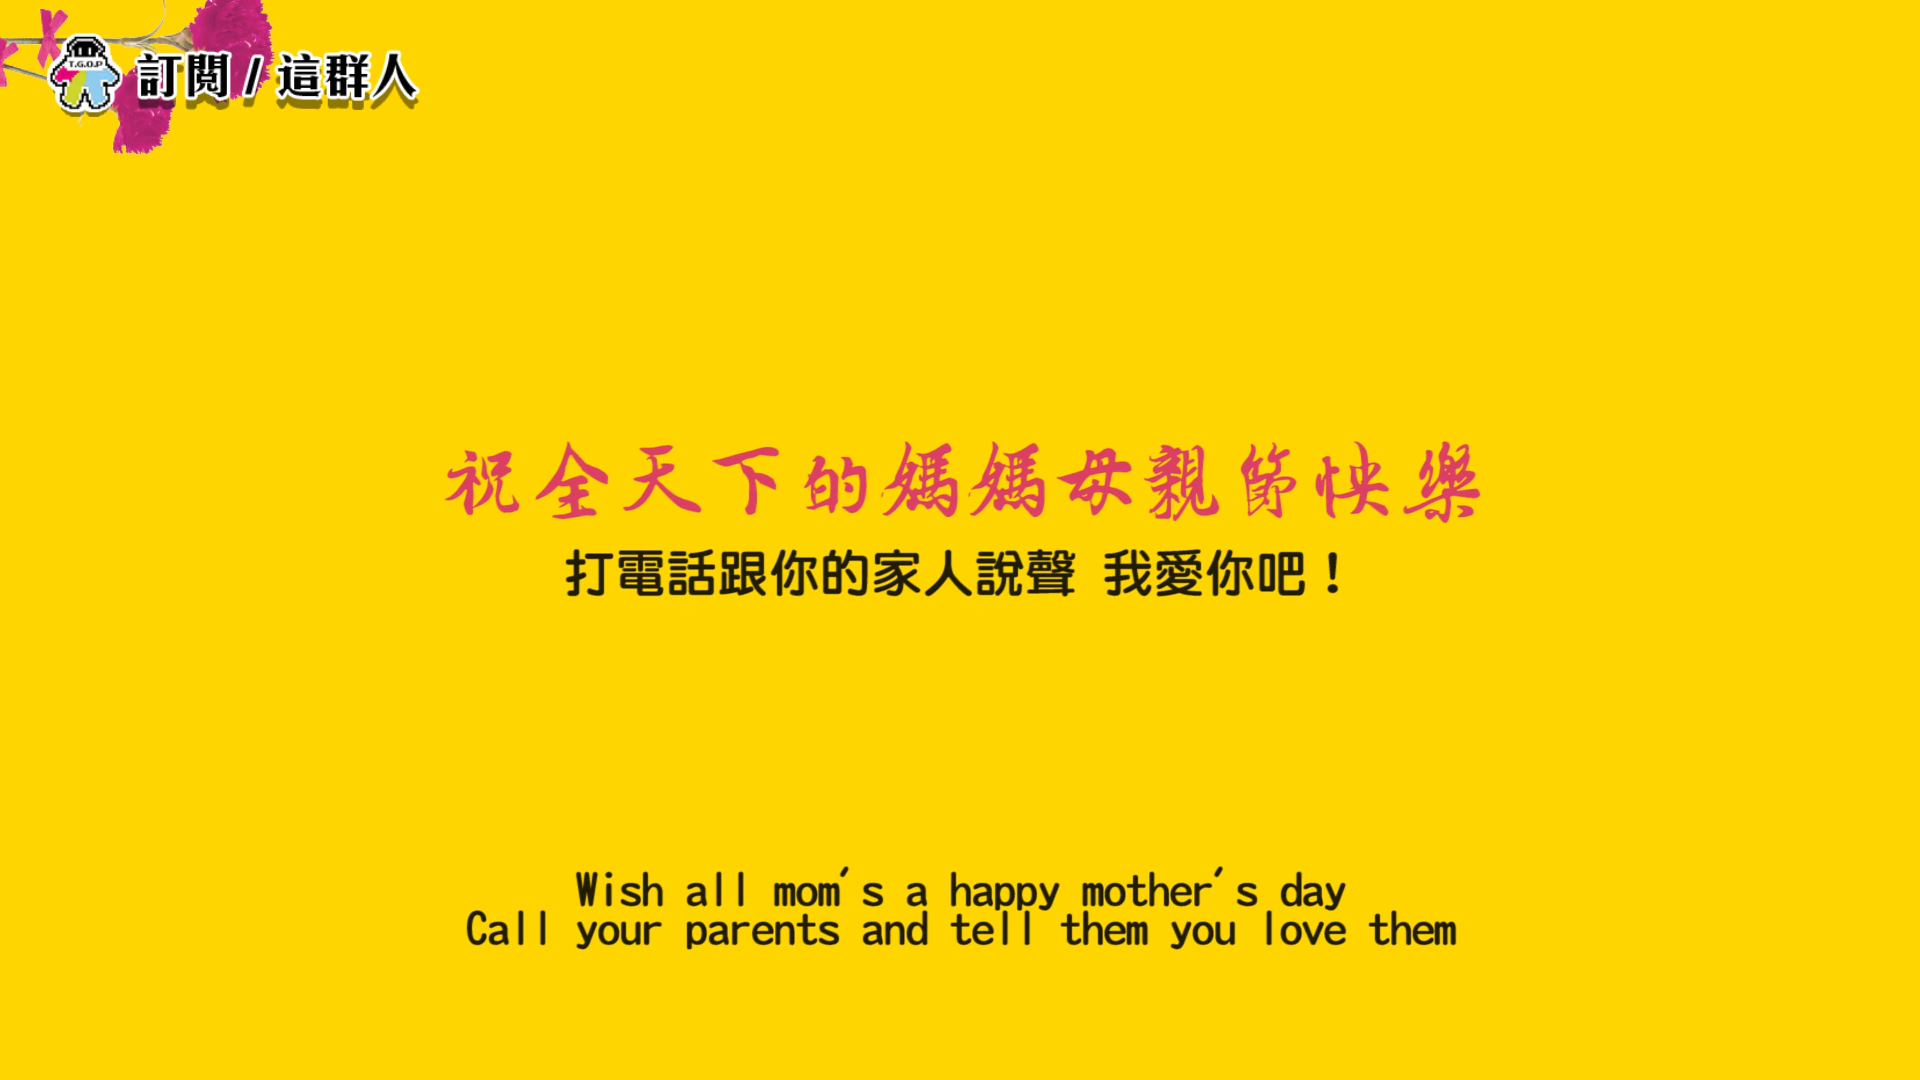 T.G.O.P
訂閱 / 這群人
祝全天下的媽媽母親節快樂
打電話跟你的家人說聲 我愛你吧！
Wish all mom's a happy mother's day
Call your parents and tell them you love them